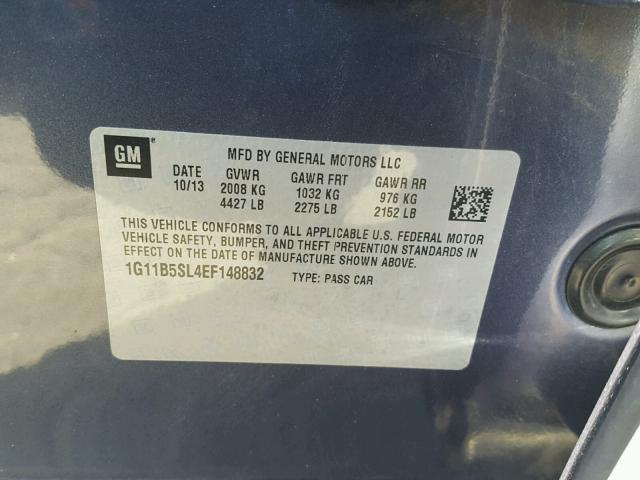 GM
MFD BY GENERAL MOTORS LLC
DATE GVWR GAWR FRT GAWR RR
10/13 2008 KG 1032 KG 976 KG
4427 LB 2275 LB 2152 LB
THIS VEHICLE CONFORMS TO ALL APPLICABLE U.S. FEDERAL MOTOR
VEHICLE SAFETY, BUMPER, AND THEFT PREVENTION STANDARDS IN
EFFECT ON THE DATE OF MANUFACTURE SHOWN ABOVE.
1G11B5SL4EF148832 TYPE: PASS CAR